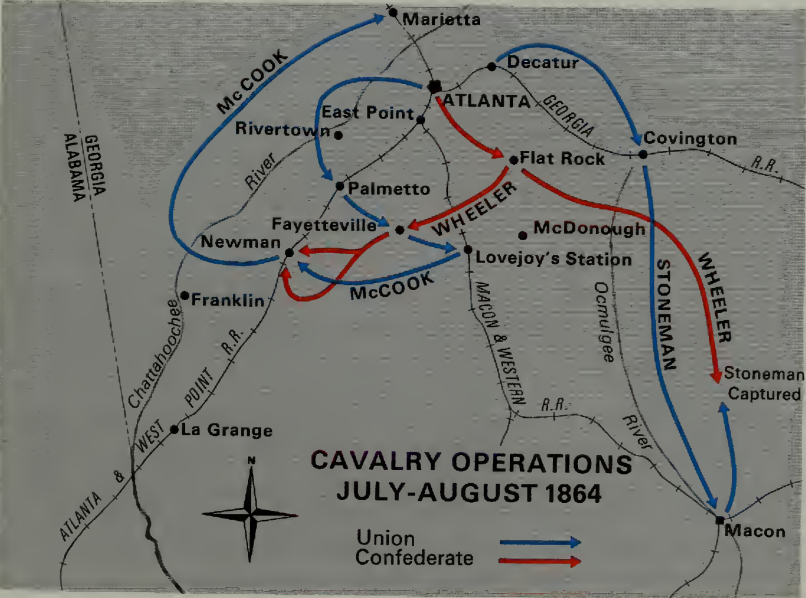 Marietta
McCOOK
Decatur
ATLANTA
East Point
GEORGIA
Rivertown
Covington
R.R.
GEORGIA
ALABAMA
River
Flat Rock
Palmetto
WHEELER
Fayetteville
McDonough
Newman
Lovejoy's Station
McCOOK
STONEMAN
WHEELER
Franklin
MACON & WESTERN
R.R.
Ocmulgee
River
Chattahoochee
Stoneman
Captured
ATLANTA & WEST POINT R.R.
La Grange
N
CAVALRY OPERATIONS
JULY-AUGUST 1864
Macon
Union
Confederate